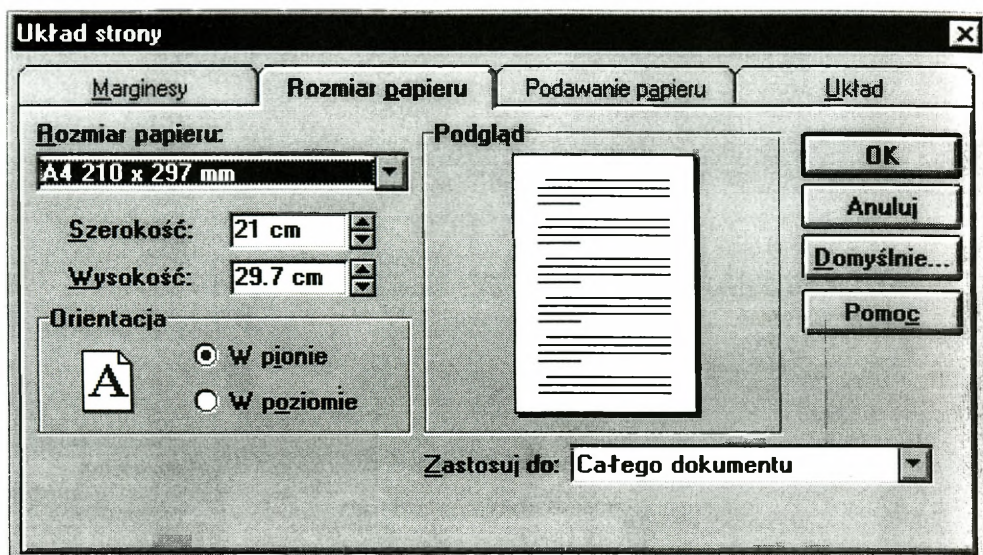 Układ strony
Marginesy
Rozmiar papieru
Podawanie papieru
Układ
Rozmiar papieru:
A4 210 x 297 mm
Szerokość:
21 cm
Wysokość:
29.7 cm
Orientacja
A
W pionie
W poziomie
Podgląd
OK
Anuluj
Domyślnie...
Pomoc
Zastosuj do:
Całego dokumentu